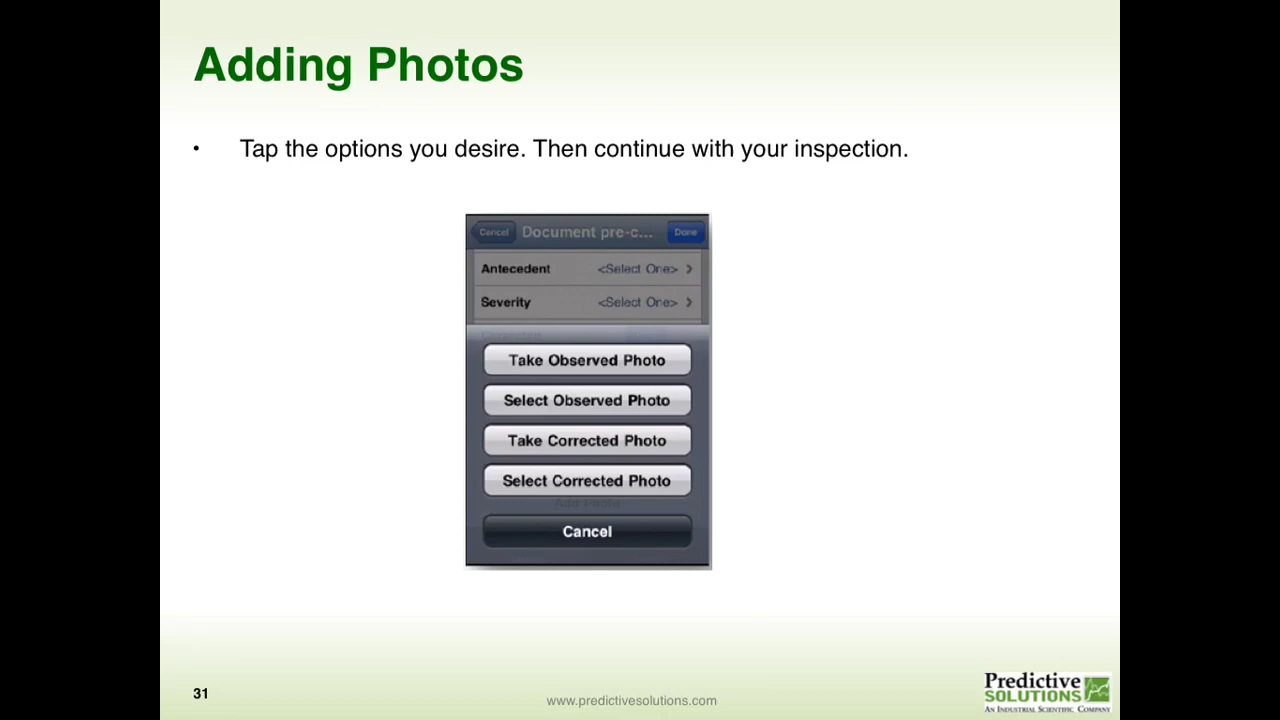 Adding Photos
• Tap the options you desire. Then continue with your inspection.
Cancel Document pre-c... Done
Antecedent <Select One> >
Severity <Select One> >
Take Observed Photo
Select Observed Photo
Take Corrected Photo
Select Corrected Photo
Cancel
31
www.predictivesolutions.com
Predictive
SOLUTIONS
AN INDUSTRIAL SCIENTIFIC COMPANY